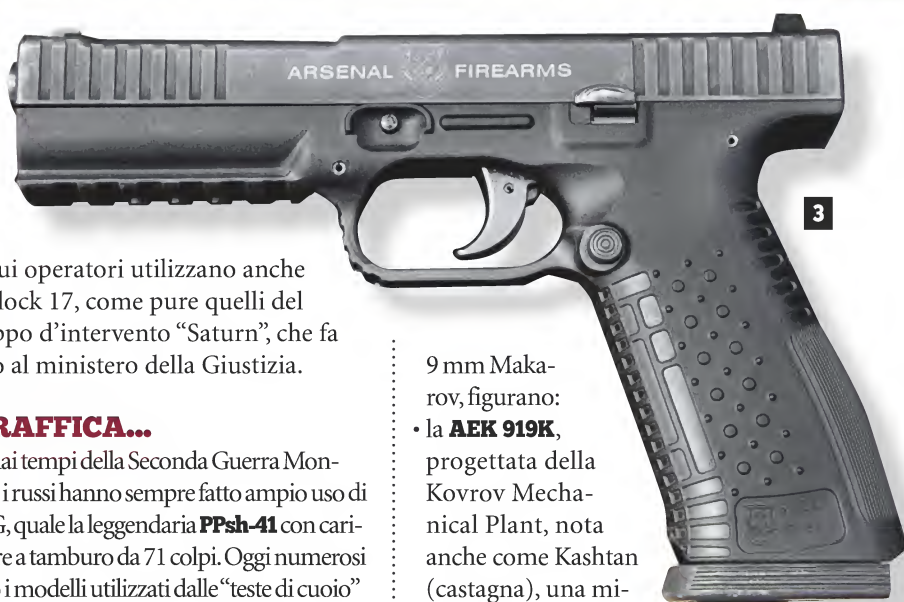 ARSENAL FIREARMS
3
ui operatori utilizzano anche
lock 17, come pure quelli del
ppo d'intervento “Saturn”, che fa
o al ministero della Giustizia.
RAFFICA...
ai tempi della Seconda Guerra Mon-
i russi hanno sempre fatto ampio uso di
G, quale la leggendaria PPsh-41 con cari-
re a tamburo da 71 colpi. Oggi numerosi
o i modelli utilizzati dalle “teste di cuoio”
9 mm Maka-
rov, figurano:
• la AEK 919K,
progettata della
Kovrov Mecha-
nical Plant, nota
anche come Kashtan
(castagna), una mi-